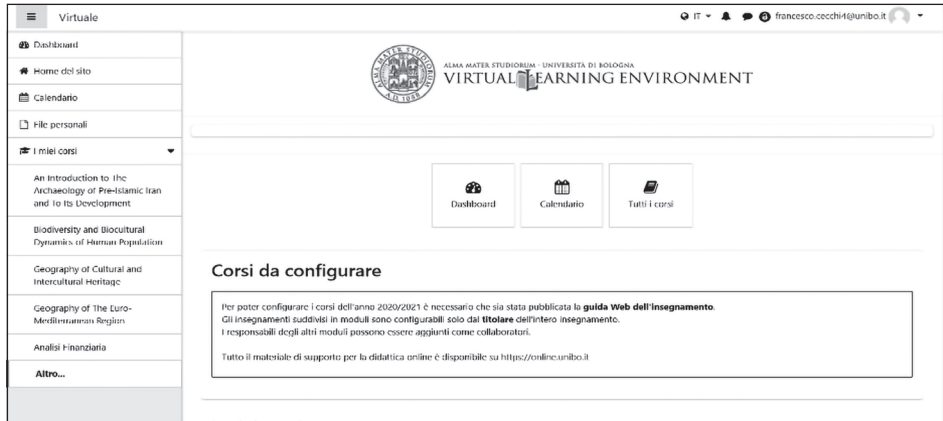 Virtuale
IT
francesco.cecchi4@unibo.it
Dashboard
Home del sito
Calendario
File personali
I miei corsi
An Introduction to The
Archaeology of Pre-Islamic Iran
and To Its Development
Biodiversity and Biocultural
Dynamics of Human Population
Geography of Cultural and
Intercultural Heritage
Geography of The Euro-
Mediterranean Region
Analisi Finanziaria
Altro...
ALMA MATER STUDIORUM
A.D. 1088
ALMA MATER STUDIORUM - UNIVERSITÀ DI BOLOGNA
VIRTUAL LEARNING ENVIRONMENT
Dashboard
Calendario
Tutti i corsi
Corsi da configurare
Per poter configurare i corsi dell'anno 2020/2021 è necessario che sia stata pubblicata la guida Web dell'insegnamento.
Gli insegnamenti suddivisi in moduli sono configurabili solo dal titolare dell'intero insegnamento.
I responsabili degli altri moduli possono essere aggiunti come collaboratori.
Tutto il materiale di supporto per la didattica online è disponibile su https://online.unibo.it